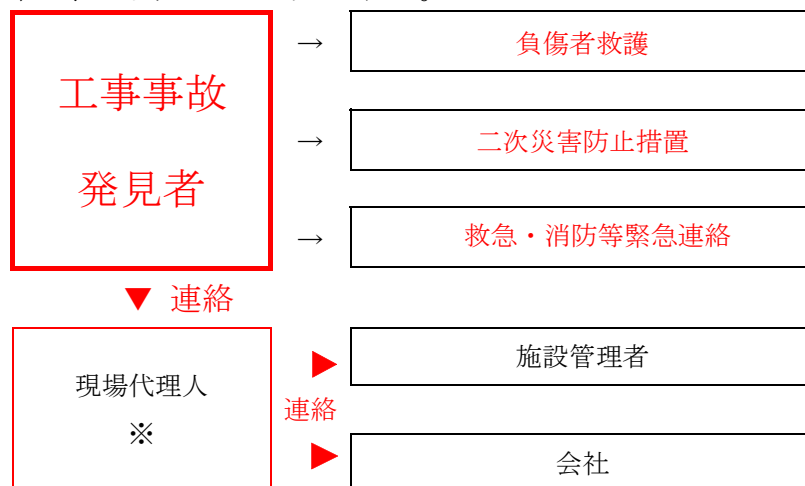 工事事故
発見者
→
負傷者救護
→
二次災害防止措置
→
救急・消防等緊急連絡
▼ 連絡
現場代理人
※
▶
施設管理者
連絡
▶
会社